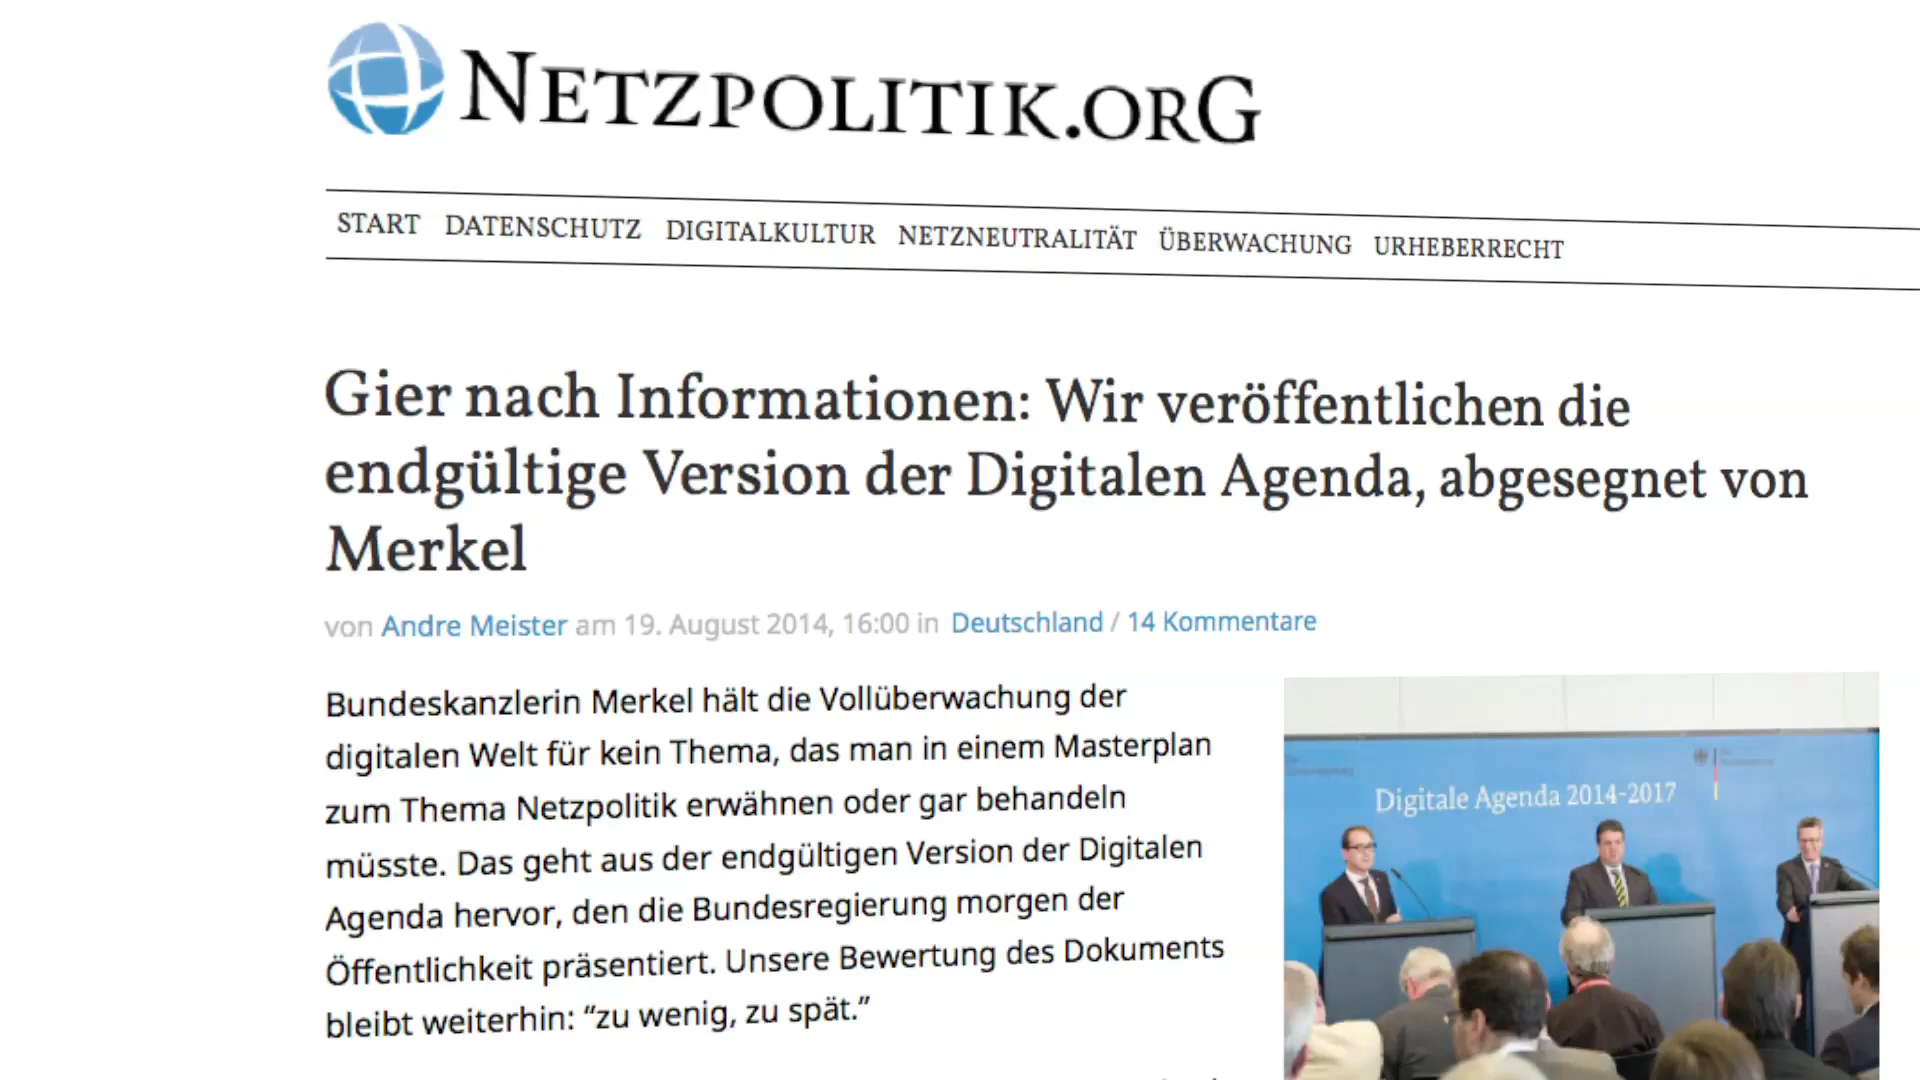 NETZPOLITIK.ORG
START DATENSCHUTZ DIGITALKULTUR NETZNEUTRALITÄT ÜBERWACHUNG URHEBERRECHT
Gier nach Informationen: Wir veröffentlichen die
endgültige Version der Digitalen Agenda, abgesegnet von
Merkel
von Andre Meister am 19. August 2014, 16:00 in Deutschland / 14 Kommentare
Bundeskanzlerin Merkel hält die Vollüberwachung der
digitalen Welt für kein Thema, das man in einem Masterplan
zum Thema Netzpolitik erwähnen oder gar behandeln
müsste. Das geht aus der endgültigen Version der Digitalen
Agenda hervor, den die Bundesregierung morgen der
Öffentlichkeit präsentiert. Unsere Bewertung des Dokuments
bleibt weiterhin: “zu wenig, zu spät.”
Digitale Agenda 2014-2017